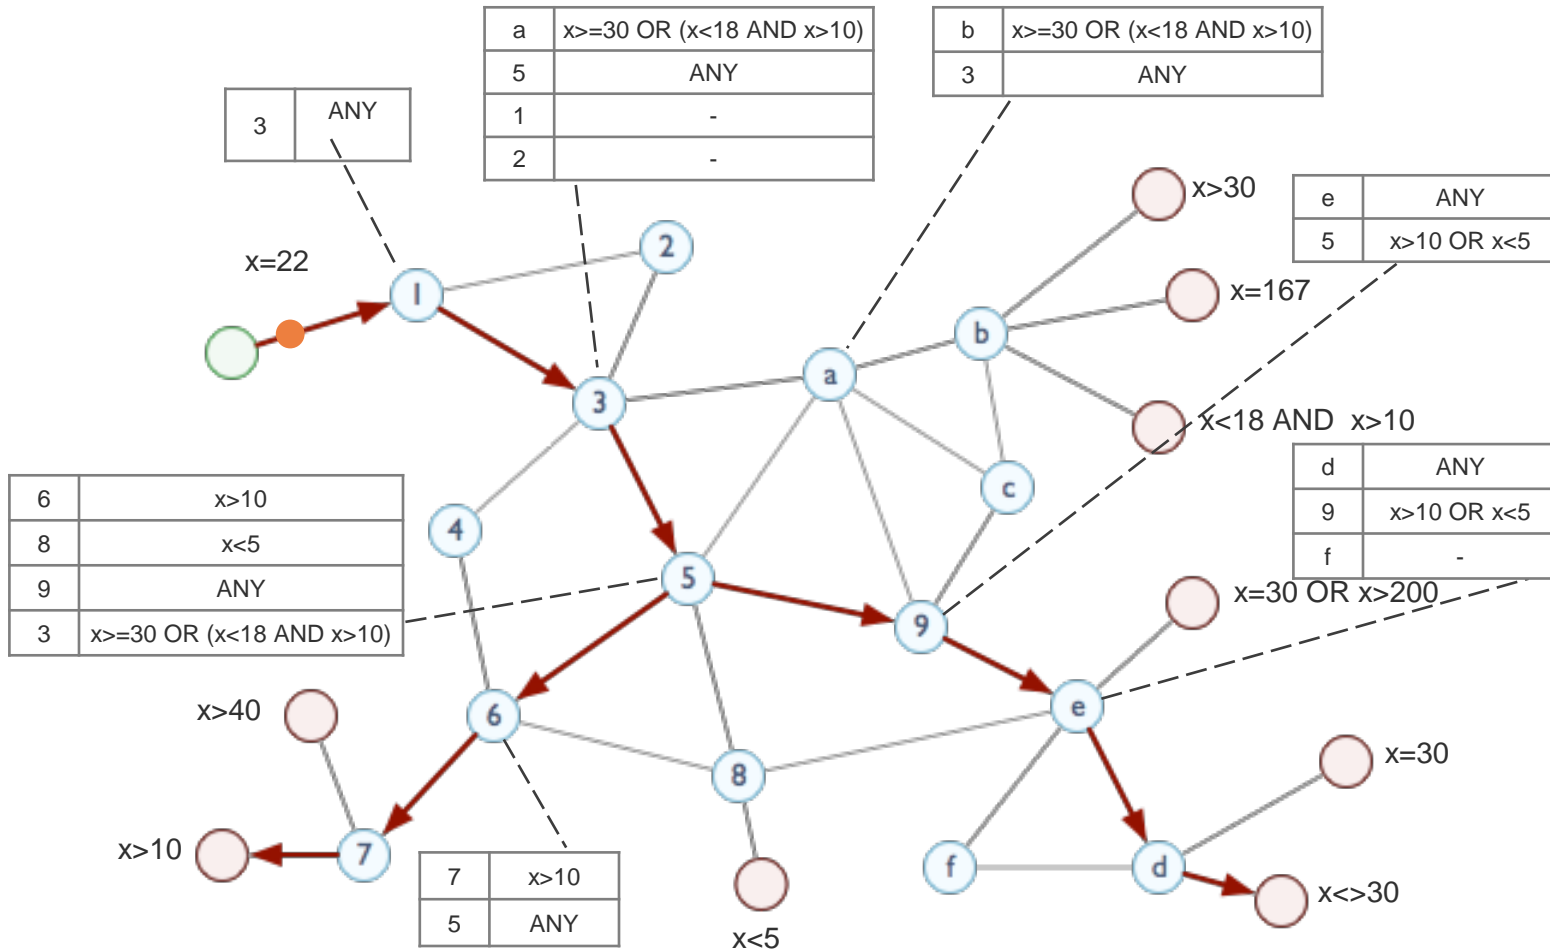 a x>=30 OR (x<18 AND x>10)
5 ANY
1 -
2 -
b x>=30 OR (x<18 AND x>10)
3 ANY
3 ANY
x>30
e ANY
5 x>10 OR x<5
x=22
2
1
x=167
b
a
3
x<18 AND x>10
d ANY
9 x>10 OR x<5
f -
c
6 x>10
8 x<5
9 ANY
3 x>=30 OR (x<18 AND x>10)
4
5
x=30 OR x>200
9
x>40
6
e
8
x=30
x>10
7
7 x>10
5 ANY
f
d
x<>30
x<5